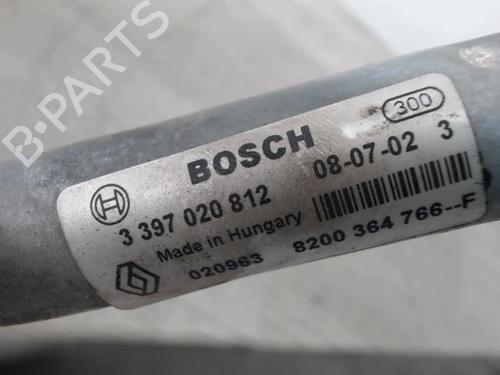 B-PARTS
300
BOSCH
08-07-02 3
3 397 020 812
Made in Hungary
020963 8200 364 766--F